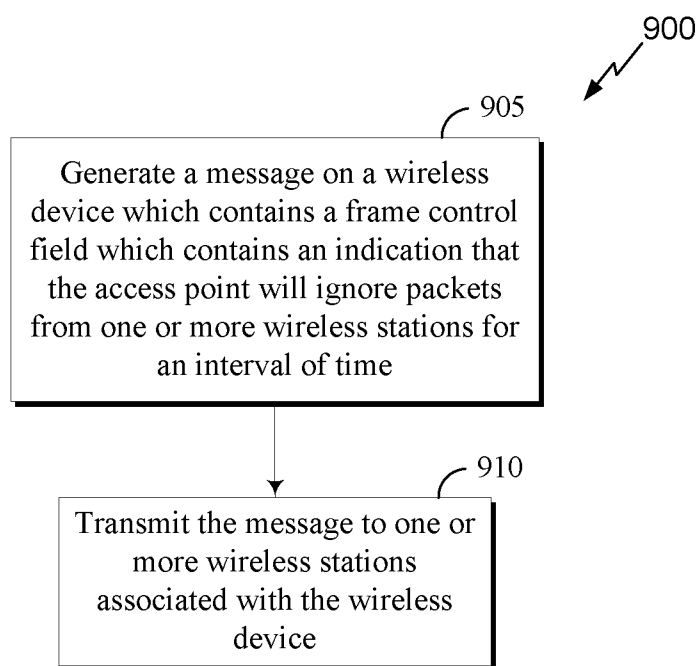 900
905
Generate a message on a wireless
device which contains a frame control
field which contains an indication that
the access point will ignore packets
from one or more wireless stations for
an interval of time
910
Transmit the message to one or
more wireless stations
associated with the wireless
device